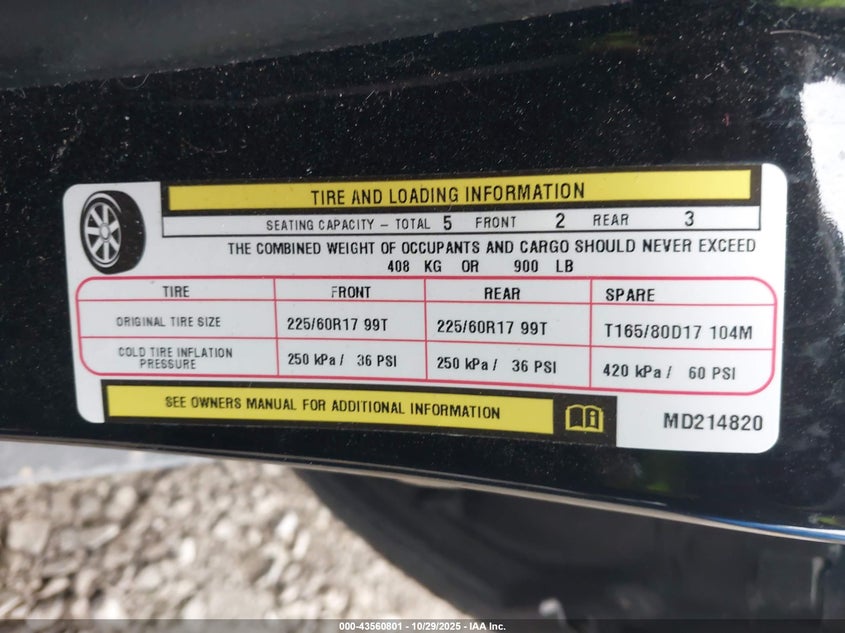 TIRE AND LOADING INFORMATION
SEATING CAPACITY – TOTAL 5 FRONT 2 REAR 3
THE COMBINED WEIGHT OF OCCUPANTS AND CARGO SHOULD NEVER EXCEED
408 KG OR 900 LB
TIRE FRONT REAR SPARE
ORIGINAL TIRE SIZE 225/60R17 99T 225/60R17 99T T165/80D17 104M
COLD TIRE INFLATION PRESSURE 250 kPa / 36 PSI 250 kPa / 36 PSI 420 kPa / 60 PSI
SEE OWNERS MANUAL FOR ADDITIONAL INFORMATION
MD214820
000-43560801 - 10/29/2025 - IAA Inc.